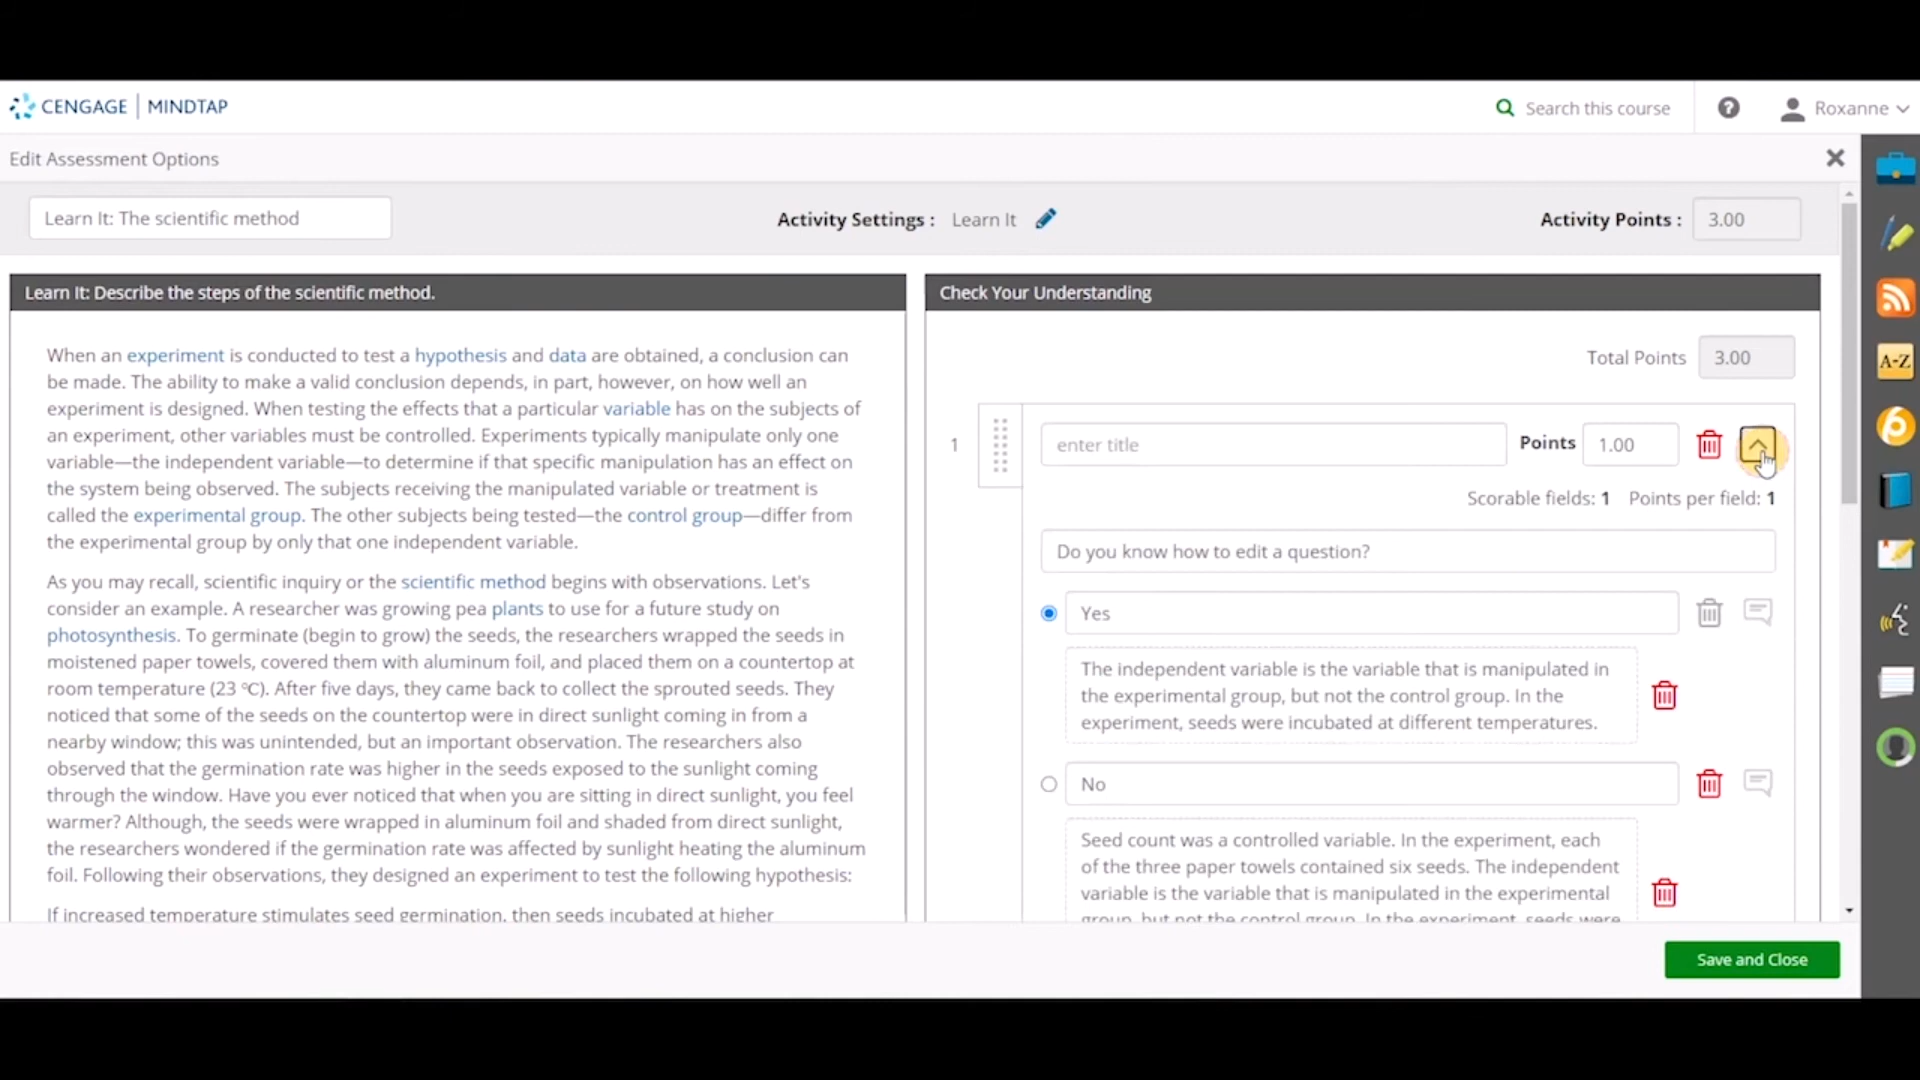 CENGAGE MINDTAP
Search this course
?
Roxanne
Edit Assessment Options
Learn It: The scientific method
Activity Settings : Learn It
Activity Points : 3.00
Learn It: Describe the steps of the scientific method.
When an experiment is conducted to test a hypothesis and data are obtained, a conclusion can
be made. The ability to make a valid conclusion depends, in part, however, on how well an
experiment is designed. When testing the effects that a particular variable has on the subjects of
an experiment, other variables must be controlled. Experiments typically manipulate only one
variable—the independent variable—to determine if that specific manipulation has an effect on
the system being observed. The subjects receiving the manipulated variable or treatment is
called the experimental group. The other subjects being tested—the control group—differ from
the experimental group by only that one independent variable.
As you may recall, scientific inquiry or the scientific method begins with observations. Let's
consider an example. A researcher was growing pea plants to use for a future study on
photosynthesis. To germinate (begin to grow) the seeds, the researchers wrapped the seeds in
moistened paper towels, covered them with aluminum foil, and placed them on a countertop at
room temperature (23 °C). After five days, they came back to collect the sprouted seeds. They
noticed that some of the seeds on the countertop were in direct sunlight coming in from a
nearby window; this was unintended, but an important observation. The researchers also
observed that the germination rate was higher in the seeds exposed to the sunlight coming
through the window. Have you ever noticed that when you are sitting in direct sunlight, you feel
warmer? Although, the seeds were wrapped in aluminum foil and shaded from direct sunlight,
the researchers wondered if the germination rate was affected by sunlight heating the aluminum
foil. Following their observations, they designed an experiment to test the following hypothesis:
If increased temperature stimulates seed germination, then seeds incubated at higher
Check Your Understanding
Total Points 3.00
1 enter title Points 1.00
Scorable fields: 1 Points per field: 1
Do you know how to edit a question?
Yes
The independent variable is the variable that is manipulated in
the experimental group, but not the control group. In the
experiment, seeds were incubated at different temperatures.
No
Seed count was a controlled variable. In the experiment, each
of the three paper towels contained six seeds. The independent
variable is the variable that is manipulated in the experimental
group, but not the control group. In the experiment, seeds were
Save and Close
A-Z